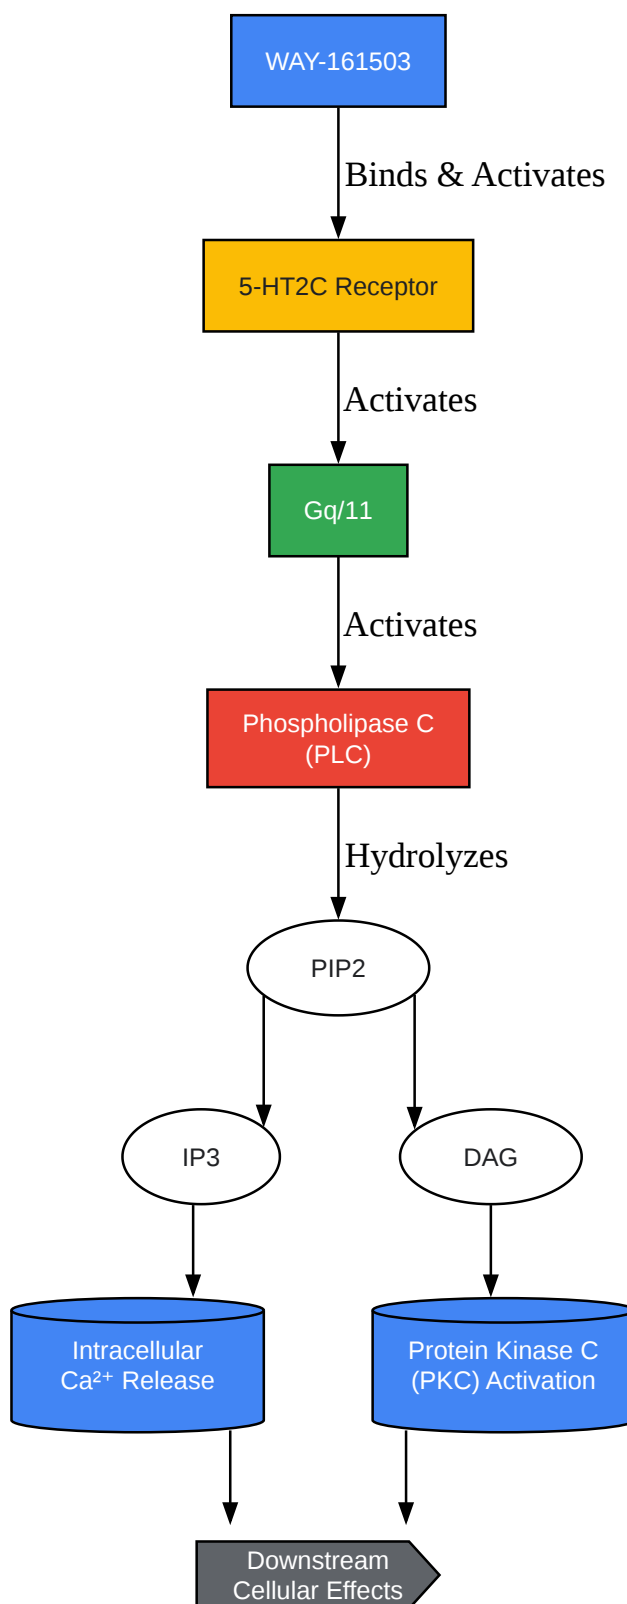 WAY-161503
Binds & Activates
5-HT2C Receptor
Activates
Gq/11
Activates
Phospholipase C
(PLC)
Hydrolyzes
PIP2
IP3
DAG
Intracellular
Ca²⁺ Release
Protein Kinase C
(PKC) Activation
Downstream
Cellular Effects